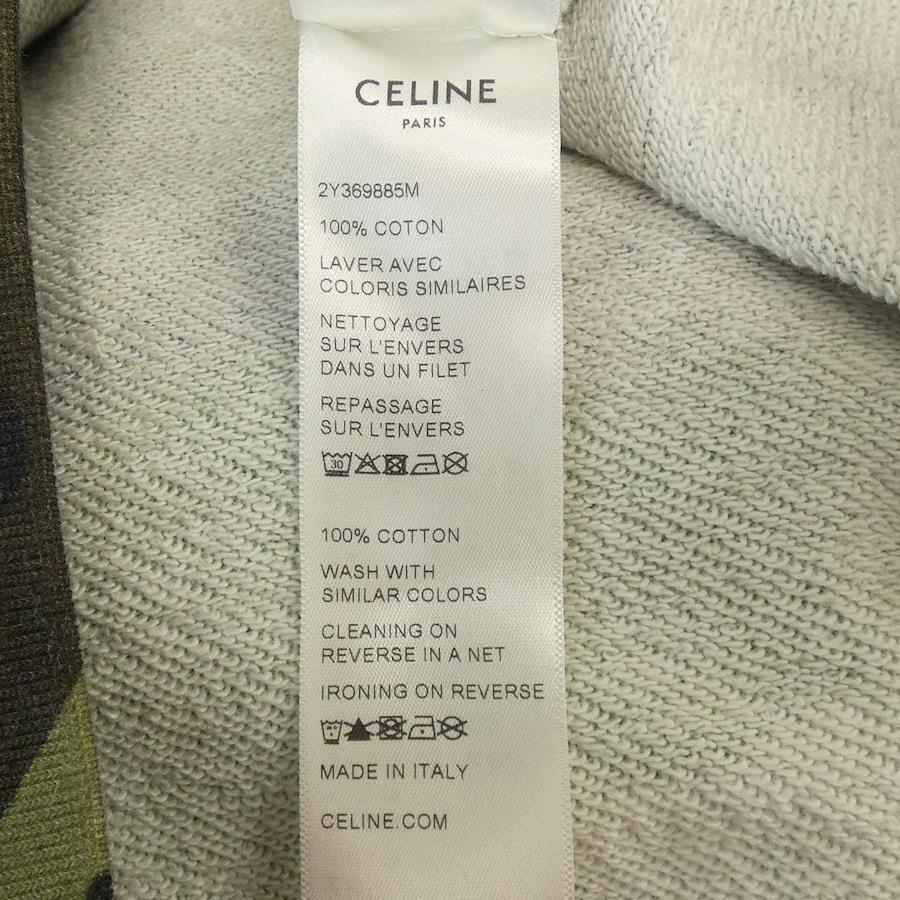 CELINE
PARIS
2Y369885M
100% COTON
LAVER AVEC
COLORIS SIMILAIRES
NETTOYAGE
SUR L'ENVERS
DANS UN FILET
REPASSAGE
SUR L'ENVERS
30
100% COTTON
WASH WITH
SIMILAR COLORS
CLEANING ON
REVERSE IN A NET
IRONING ON REVERSE
MADE IN ITALY
CELINE.COM